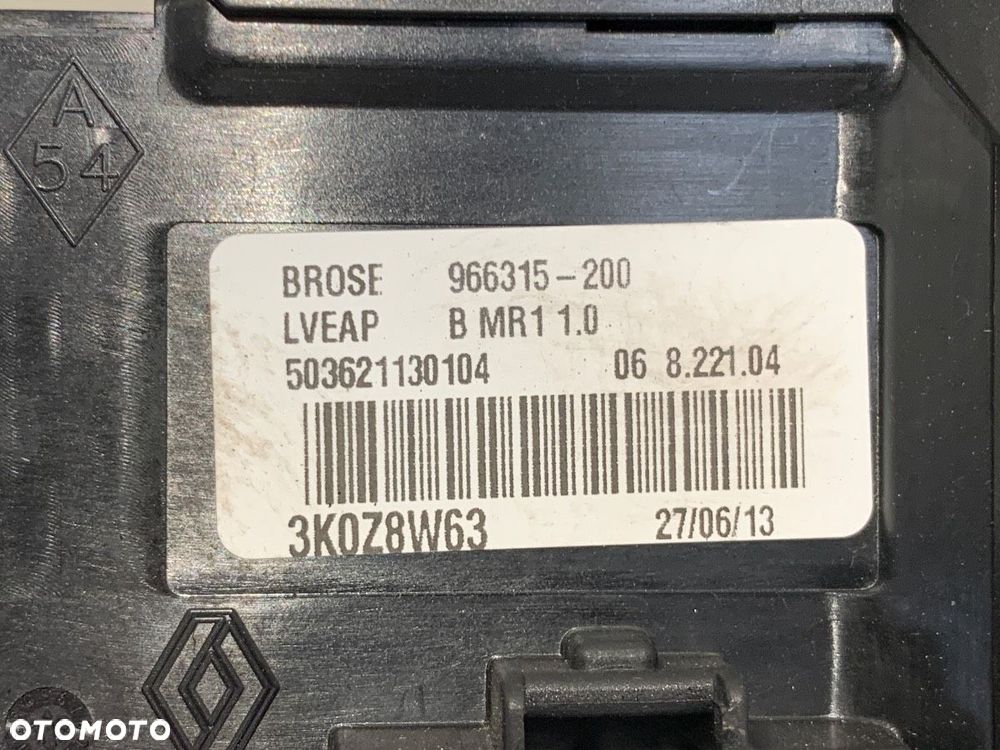 A
54
BROSE 966315-200
LVEAP B MR1 1.0
503621130104 06 8.221.04
3K0Z8W63 27/06/13
OTOMOTO